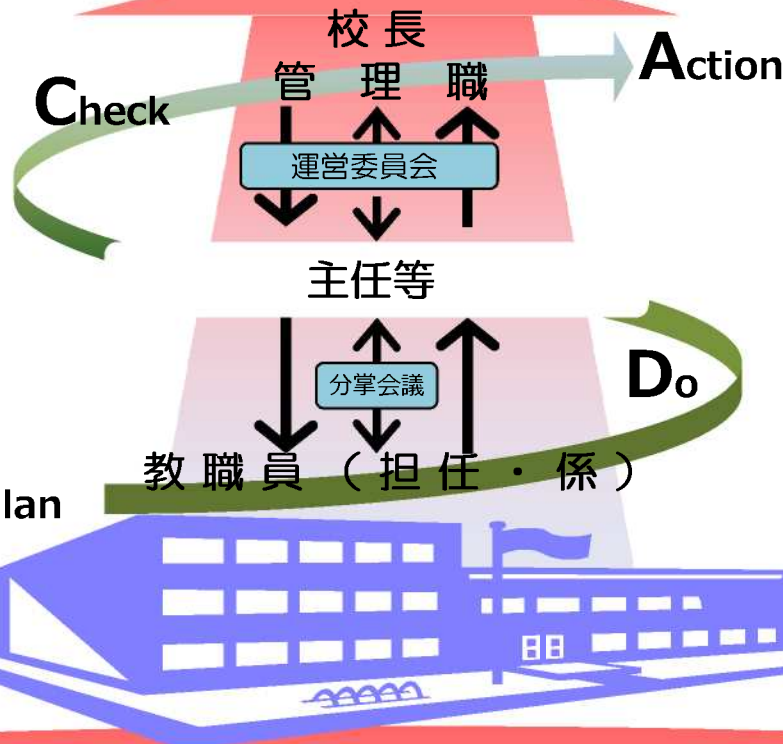 校長
管理職
Action
Check
運営委員会
主任等
分掌会議
Do
教職員（担任・係）
lan